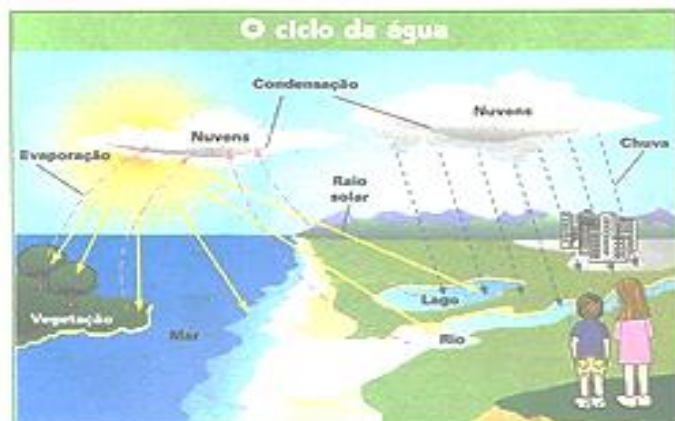 O ciclo da água
Condensação
Nuvens
Nuvens
Evaporação
Chuva
Raio
solar
Lago
Vegetação
Mar
Rio